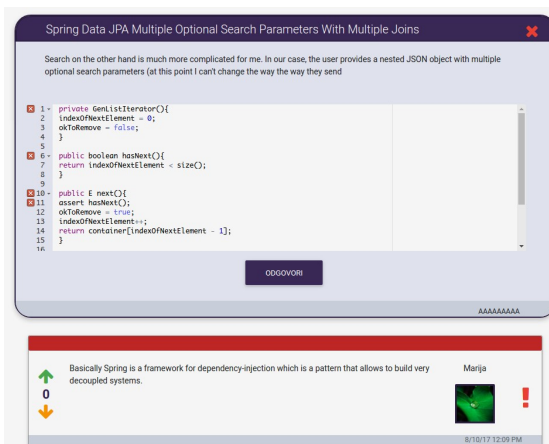 Spring Data JPA Multiple Optional Search Parameters With Multiple Joins
Search on the other hand is much more complicated for me. In our case, the user provides a nested JSON object with multiple
optional search parameters (at this point I can't change the way the way they send
1 private GenListIterator(){
2 indexOfNextElement = 0;
3 okToRemove = false;
4 }
5
6 public boolean hasNext(){
7 return indexOfNextElement < size();
8 }
9
10 public E next(){
11 assert hasNext();
12 okToRemove = true;
13 indexOfNextElement++;
14 return container[indexOfNextElement - 1];
15 }
16
ODGOVORI
AAAAAAAAA
Basically Spring is a framework for dependency-injection which is a pattern that allows to build very
decoupled systems.
Marija
0
8/10/17 12:09 PM